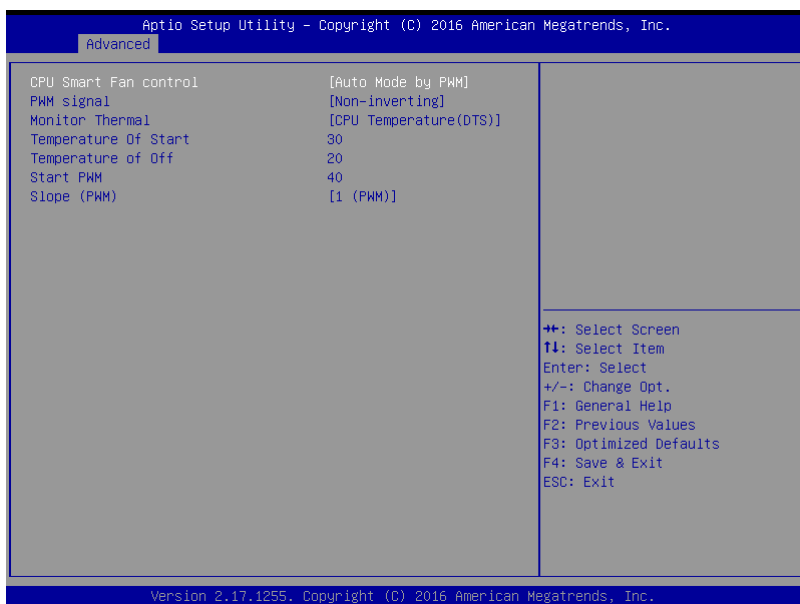 Aptio Setup Utility – Copyright (C) 2016 American Megatrends, Inc.
Advanced
CPU Smart Fan control [Auto Mode by PWM]
PWM signal [Non-inverting]
Monitor Thermal [CPU Temperature(DTS)]
Temperature Of Start 30
Temperature of Off 20
Start PWM 40
Slope (PWM) [1 (PWM)]
→←: Select Screen
↑↓: Select Item
Enter: Select
+/-: Change Opt.
F1: General Help
F2: Previous Values
F3: Optimized Defaults
F4: Save & Exit
ESC: Exit
Version 2.17.1255. Copyright (C) 2016 American Megatrends, Inc.